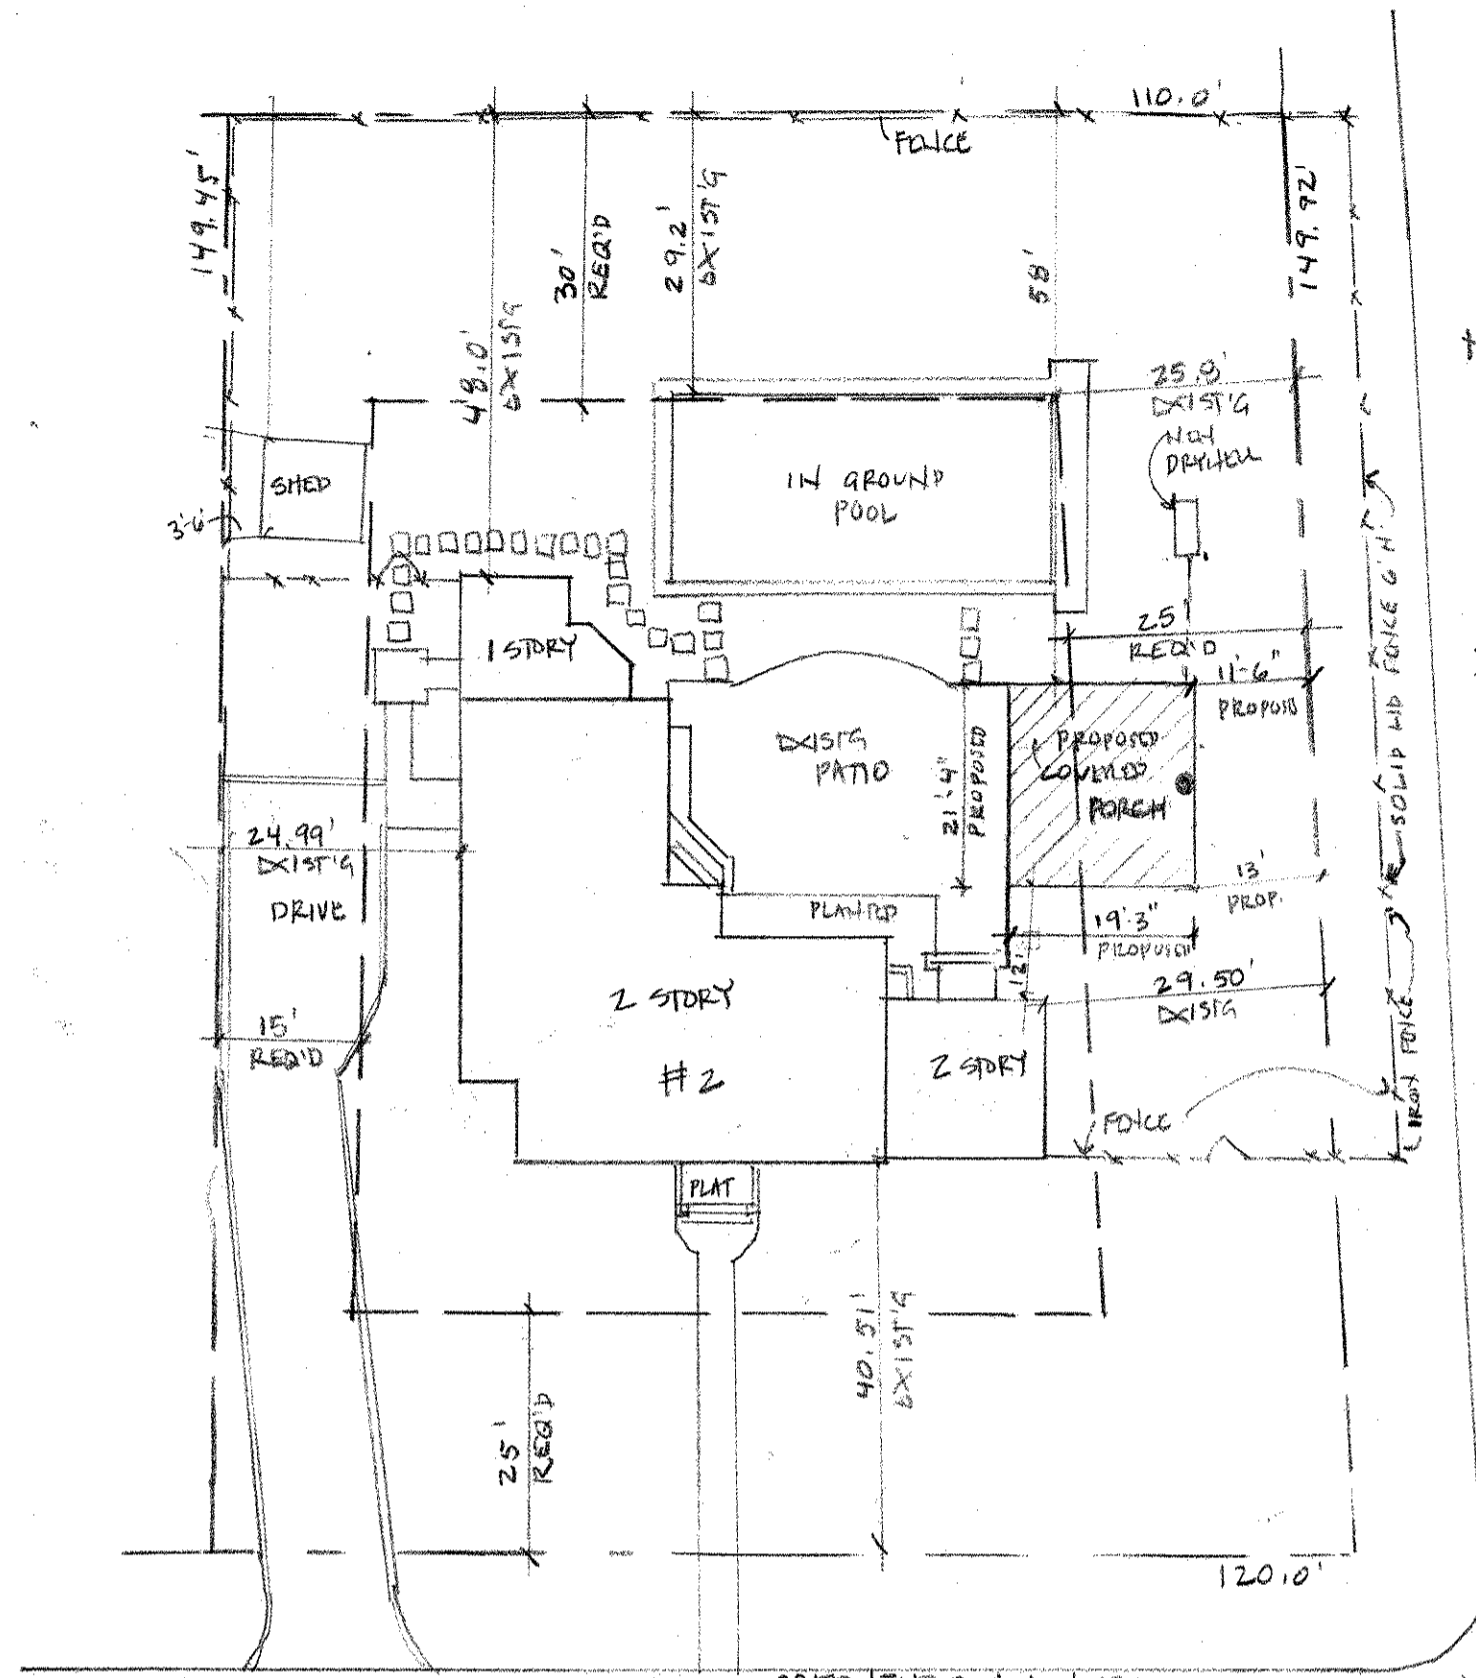 110.0'
FENCE
149.45'
48.0'
EXIST'G
30'
REQ'D
29.2'
EXIST'G
58'
149.92'
25.8'
EXIST'G
NEW
DRYWELL
SHED
3'-6"
IN GROUND
POOL
25'
REQ'D
11'-6"
PROPOSED
1 STORY
EXIST'G
PATIO
21'-4"
PROPOSED
PROPOSED
COVERED
PORCH
SOLID
FENCE 6' H.
24.99'
EXIST'G
DRIVE
PLANTED
13'
PROP.
19'-3"
PROPOSED
12'
29.50'
EXIST'G
2 STORY
#2
2 STORY
15'
REQ'D
FENCE
IRON FENCE
PLAT
40.51'
EXIST'G
25'
REQ'D
120.0'